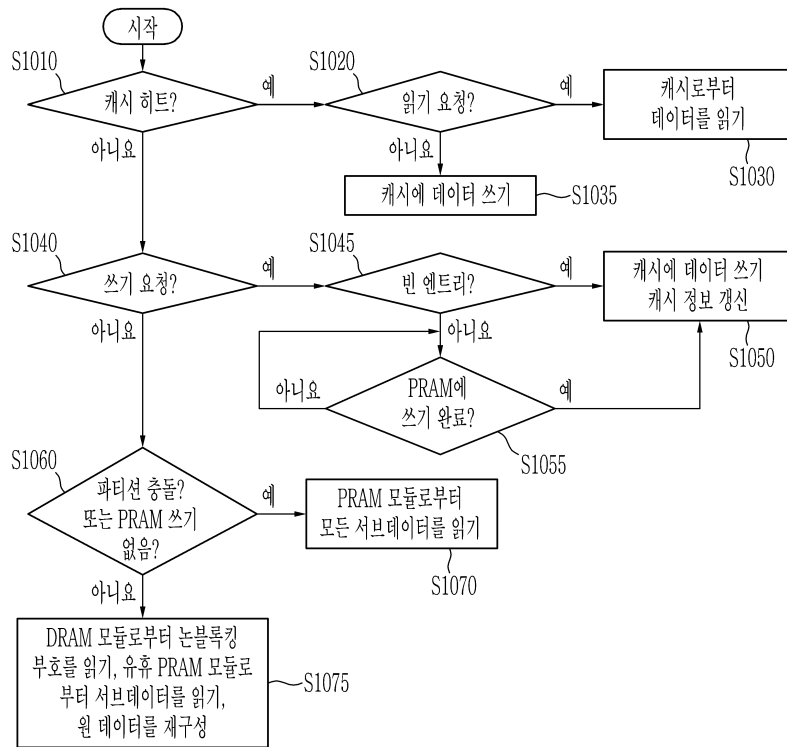 시작
S1010
캐시 히트?
예
S1020
읽기 요청?
예
캐시로부터
데이터를 읽기
S1030
아니요
아니요
캐시에 데이터 쓰기
S1035
S1040
쓰기 요청?
예
S1045
빈 엔트리?
예
캐시에 데이터 쓰기
캐시 정보 갱신
S1050
아니요
아니요
아니요
PRAM에
쓰기 완료?
예
S1055
S1060
파티션 충돌?
또는 PRAM 쓰기
없음?
예
PRAM 모듈로부터
모든 서브데이터를 읽기
S1070
아니요
DRAM 모듈로부터 논블록킹
부호를 읽기, 유휴 PRAM 모듈로
부터 서브데이터를 읽기,
원 데이터를 재구성
S1075